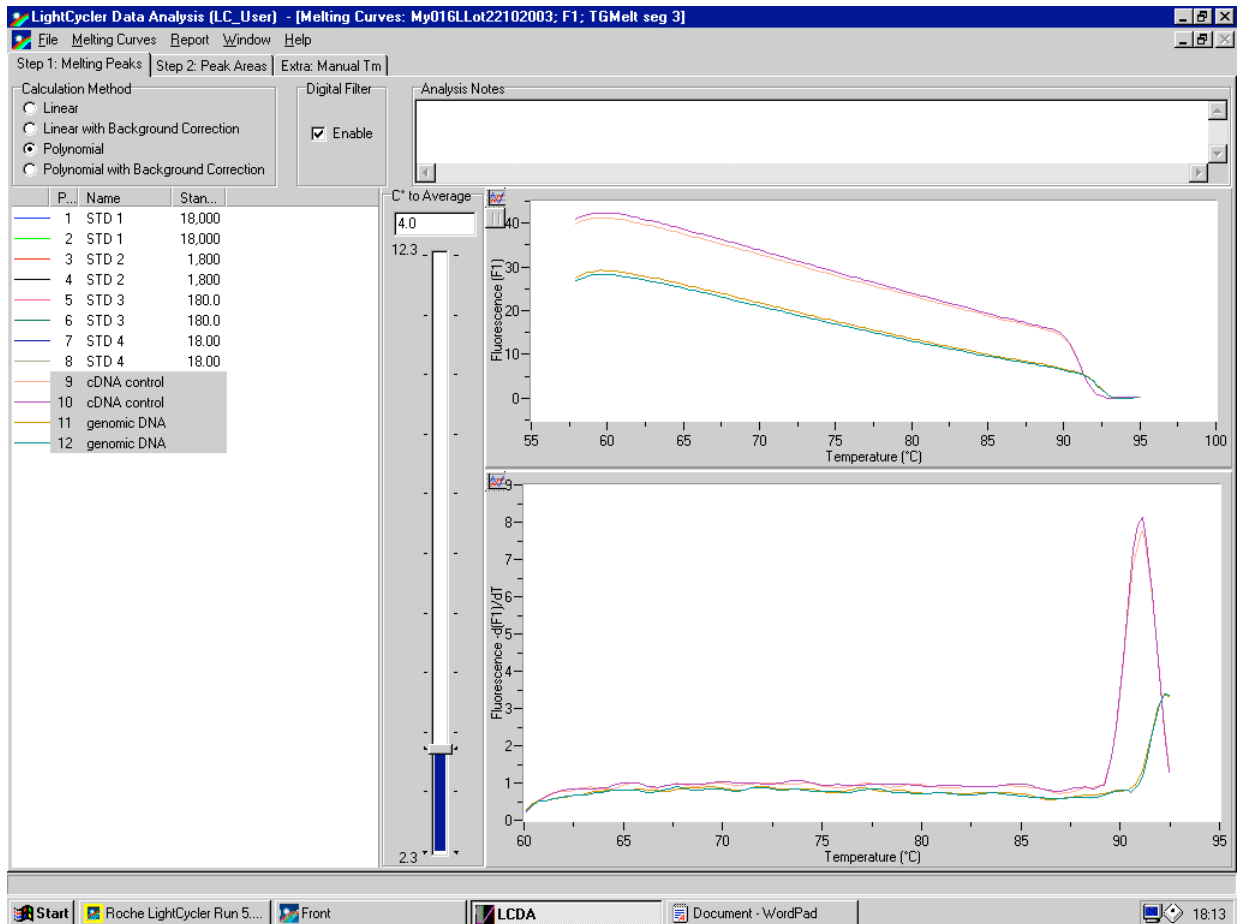 LightCycler Data Analysis (LC_User) - [Melting Curves: My016LLot22102003; F1; TGMelt seg 3]
File Melting Curves Report Window Help
Step 1: Melting Peaks Step 2: Peak Areas Extra: Manual Tm
Calculation Method
Linear
Linear with Background Correction
Polynomial
Polynomial with Background Correction
Digital Filter
Enable
Analysis Notes
P... Name Stan...
1 STD 1 18,000
2 STD 1 18,000
3 STD 2 1,800
4 STD 2 1,800
5 STD 3 180.0
6 STD 3 180.0
7 STD 4 18.00
8 STD 4 18.00
9 cDNA control
10 cDNA control
11 genomic DNA
12 genomic DNA
C° to Average
4.0
12.3
2.3
Fluorescence (F1)
40
30
20
10
0
55 60 65 70 75 80 85 90 95 100
Temperature (°C)
Fluorescence -d(F1)/dT
9
8
7
6
5
4
3
2
1
0
60 65 70 75 80 85 90 95
Temperature (°C)
Start Roche LightCycler Run 5.... Front LCDA Document - WordPad 18:13